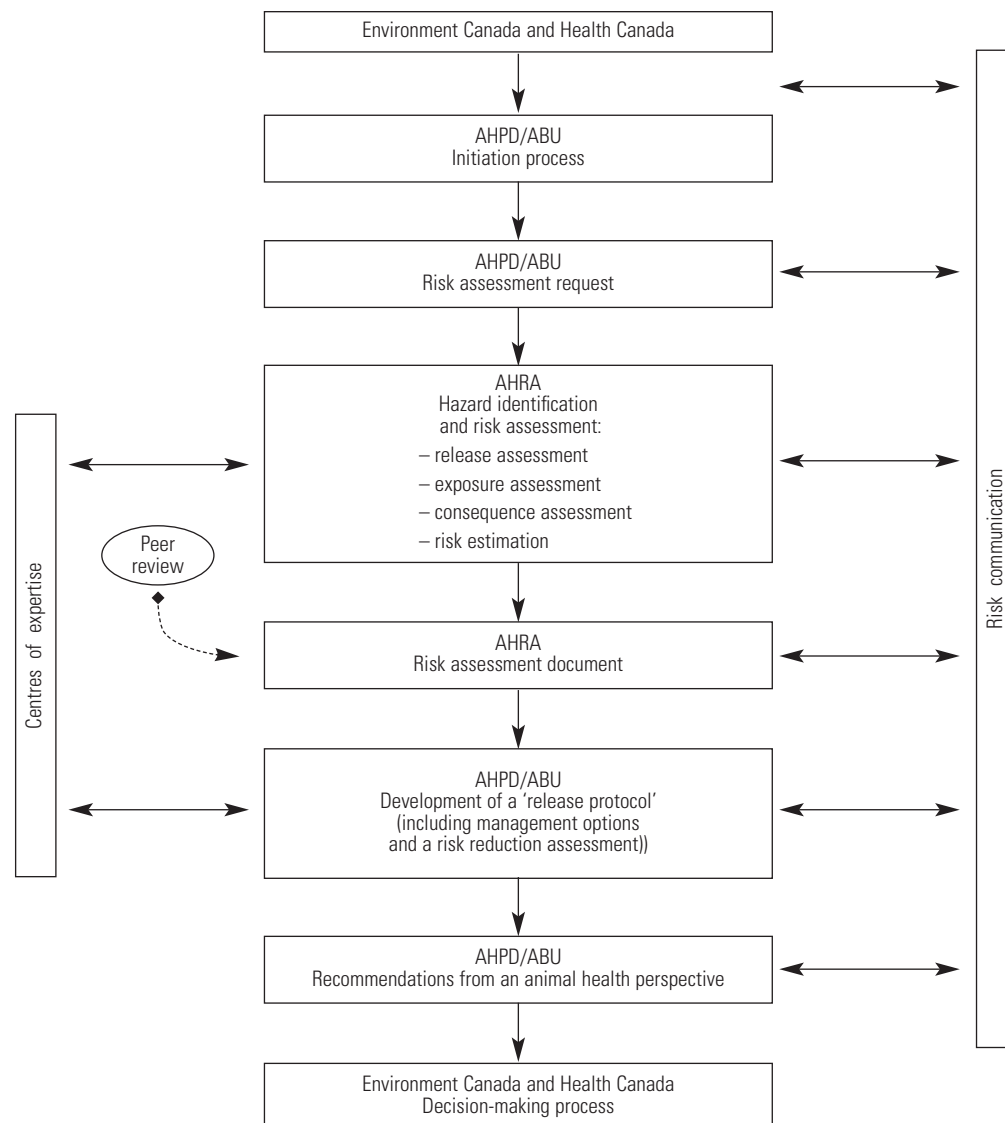 Environment Canada and Health Canada
AHPD/ABU
Initiation process
AHPD/ABU
Risk assessment request
AHRA
Hazard identification
and risk assessment:
– release assessment
– exposure assessment
– consequence assessment
– risk estimation
Peer
review
AHRA
Risk assessment document
AHPD/ABU
Development of a ‘release protocol’
(including management options
and a risk reduction assessment))
AHPD/ABU
Recommendations from an animal health perspective
Environment Canada and Health Canada
Decision-making process
Centres of expertise
Risk communication